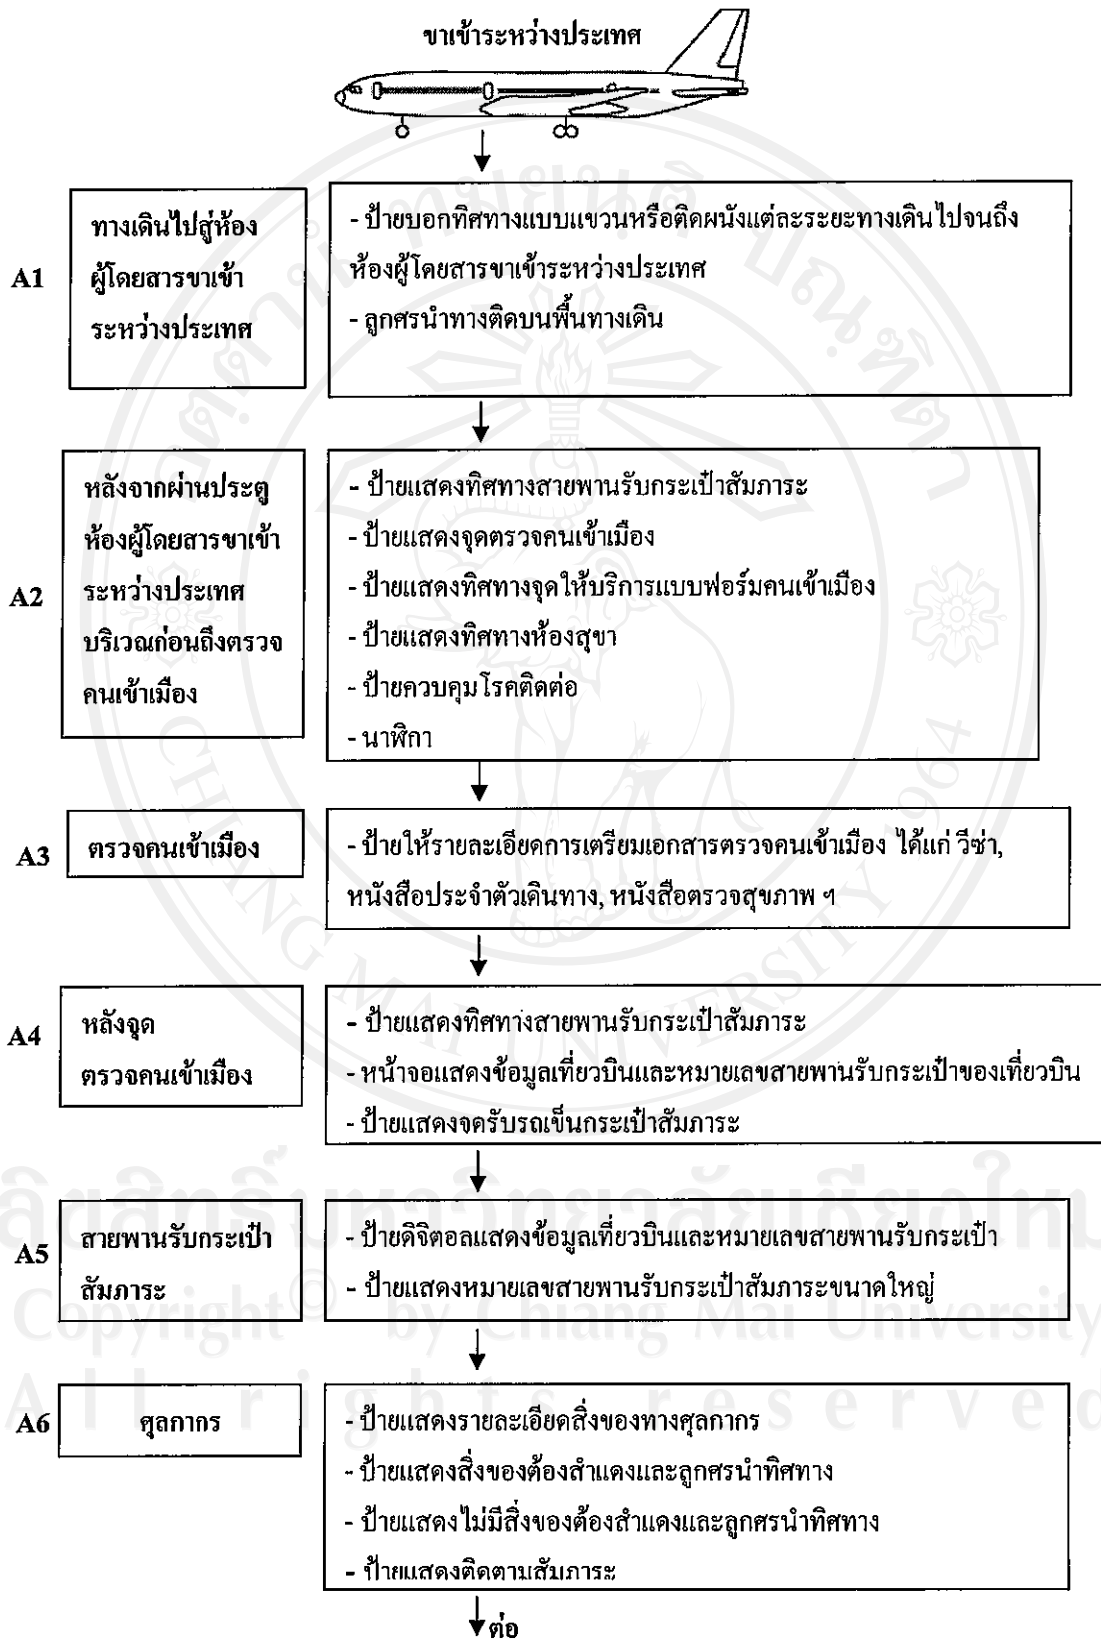 ขาเข้าระหว่างประเทศ
A1
ทางเดินไปสู่ห้อง
ผู้โดยสารขาเข้า
ระหว่างประเทศ
- ป้ายบอกทิศทางแบบแขวนหรือติดผนังแต่ละระยะทางเดินไปจนถึง
ห้องผู้โดยสารขาเข้าระหว่างประเทศ
- ลูกศรนำทางติดบนพื้นทางเดิน
A2
หลังจากผ่านประตู
ห้องผู้โดยสารขาเข้า
ระหว่างประเทศ
บริเวณก่อนถึงตรวจ
คนเข้าเมือง
- ป้ายแสดงทิศทางสายพานรับกระเป๋าสัมภาระ
- ป้ายแสดงจุดตรวจคนเข้าเมือง
- ป้ายแสดงทิศทางจุดให้บริการแบบฟอร์มคนเข้าเมือง
- ป้ายแสดงทิศทางห้องสุขา
- ป้ายควบคุมโรคติดต่อ
- นาฬิกา
A3
ตรวจคนเข้าเมือง
- ป้ายให้รายละเอียดการเตรียมเอกสารตรวจคนเข้าเมือง ได้แก่ วีซ่า,
หนังสือประจำตัวเดินทาง, หนังสือตรวจสุขภาพ ฯ
A4
หลังจุด
ตรวจคนเข้าเมือง
- ป้ายแสดงทิศทางสายพานรับกระเป๋าสัมภาระ
- หน้าจอแสดงข้อมูลเที่ยวบินและหมายเลขสายพานรับกระเป๋าของเที่ยวบิน
- ป้ายแสดงจดรับรถเข็นกระเป๋าสัมภาระ
A5
สายพานรับกระเป๋า
สัมภาระ
- ป้ายดิจิตอลแสดงข้อมูลเที่ยวบินและหมายเลขสายพานรับกระเป๋า
- ป้ายแสดงหมายเลขสายพานรับกระเป๋าสัมภาระขนาดใหญ่
A6
ศุลกากร
- ป้ายแสดงรายละเอียดสิ่งของทางศุลกากร
- ป้ายแสดงสิ่งของต้องสำแดงและลูกศรนำทิศทาง
- ป้ายแสดงไม่มีสิ่งของต้องสำแดงและลูกศรนำทิศทาง
- ป้ายแสดงติดตามสัมภาระ
ต่อ
CHIANG MAI UNIVERSITY 1964
ลิขสิทธิ์มหาวิทยาลัยเชียงใหม่
Copyright© by Chiang Mai University
All rights reserved